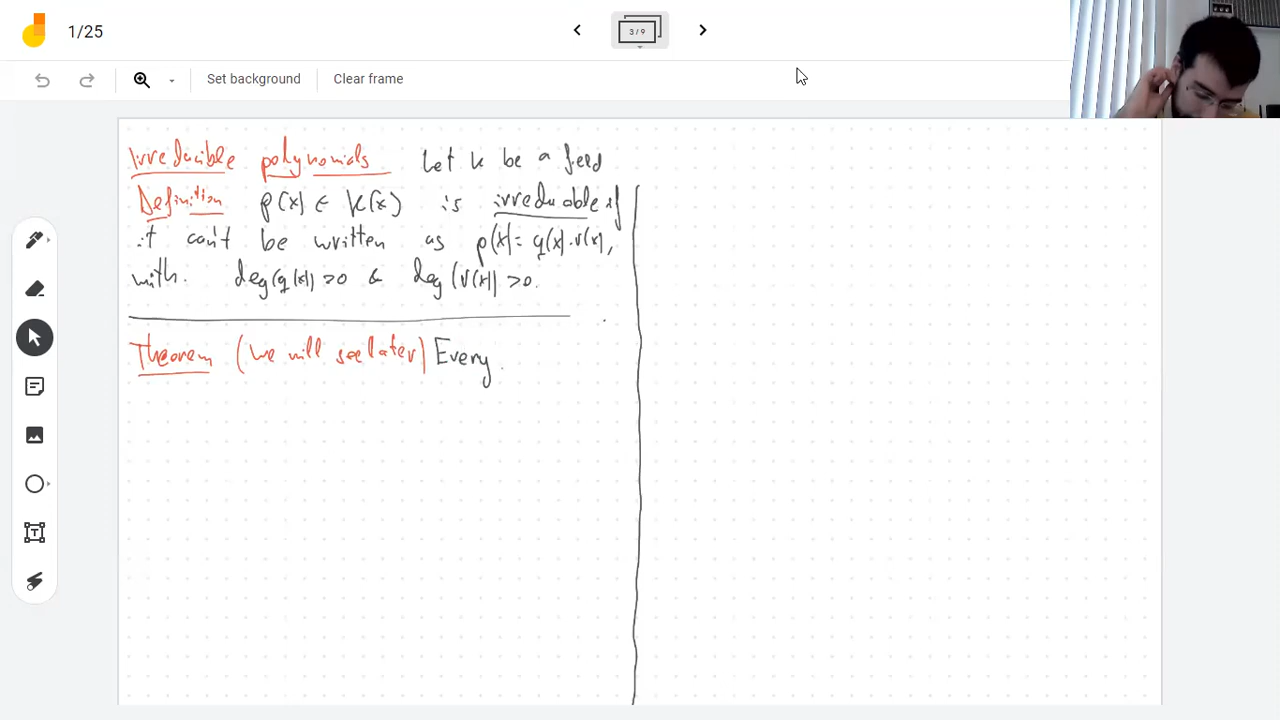 1/25
3 / 9
Set background
Clear frame
Irreducible polynomials Let k be a field
Definition p(x) ∈ K(x) is irreducible if
it can't be written as p(x) = q(x)·r(x),
with deg(q(x)) >0 & deg(r(x)) >0.
Theorem (we will see later) Every